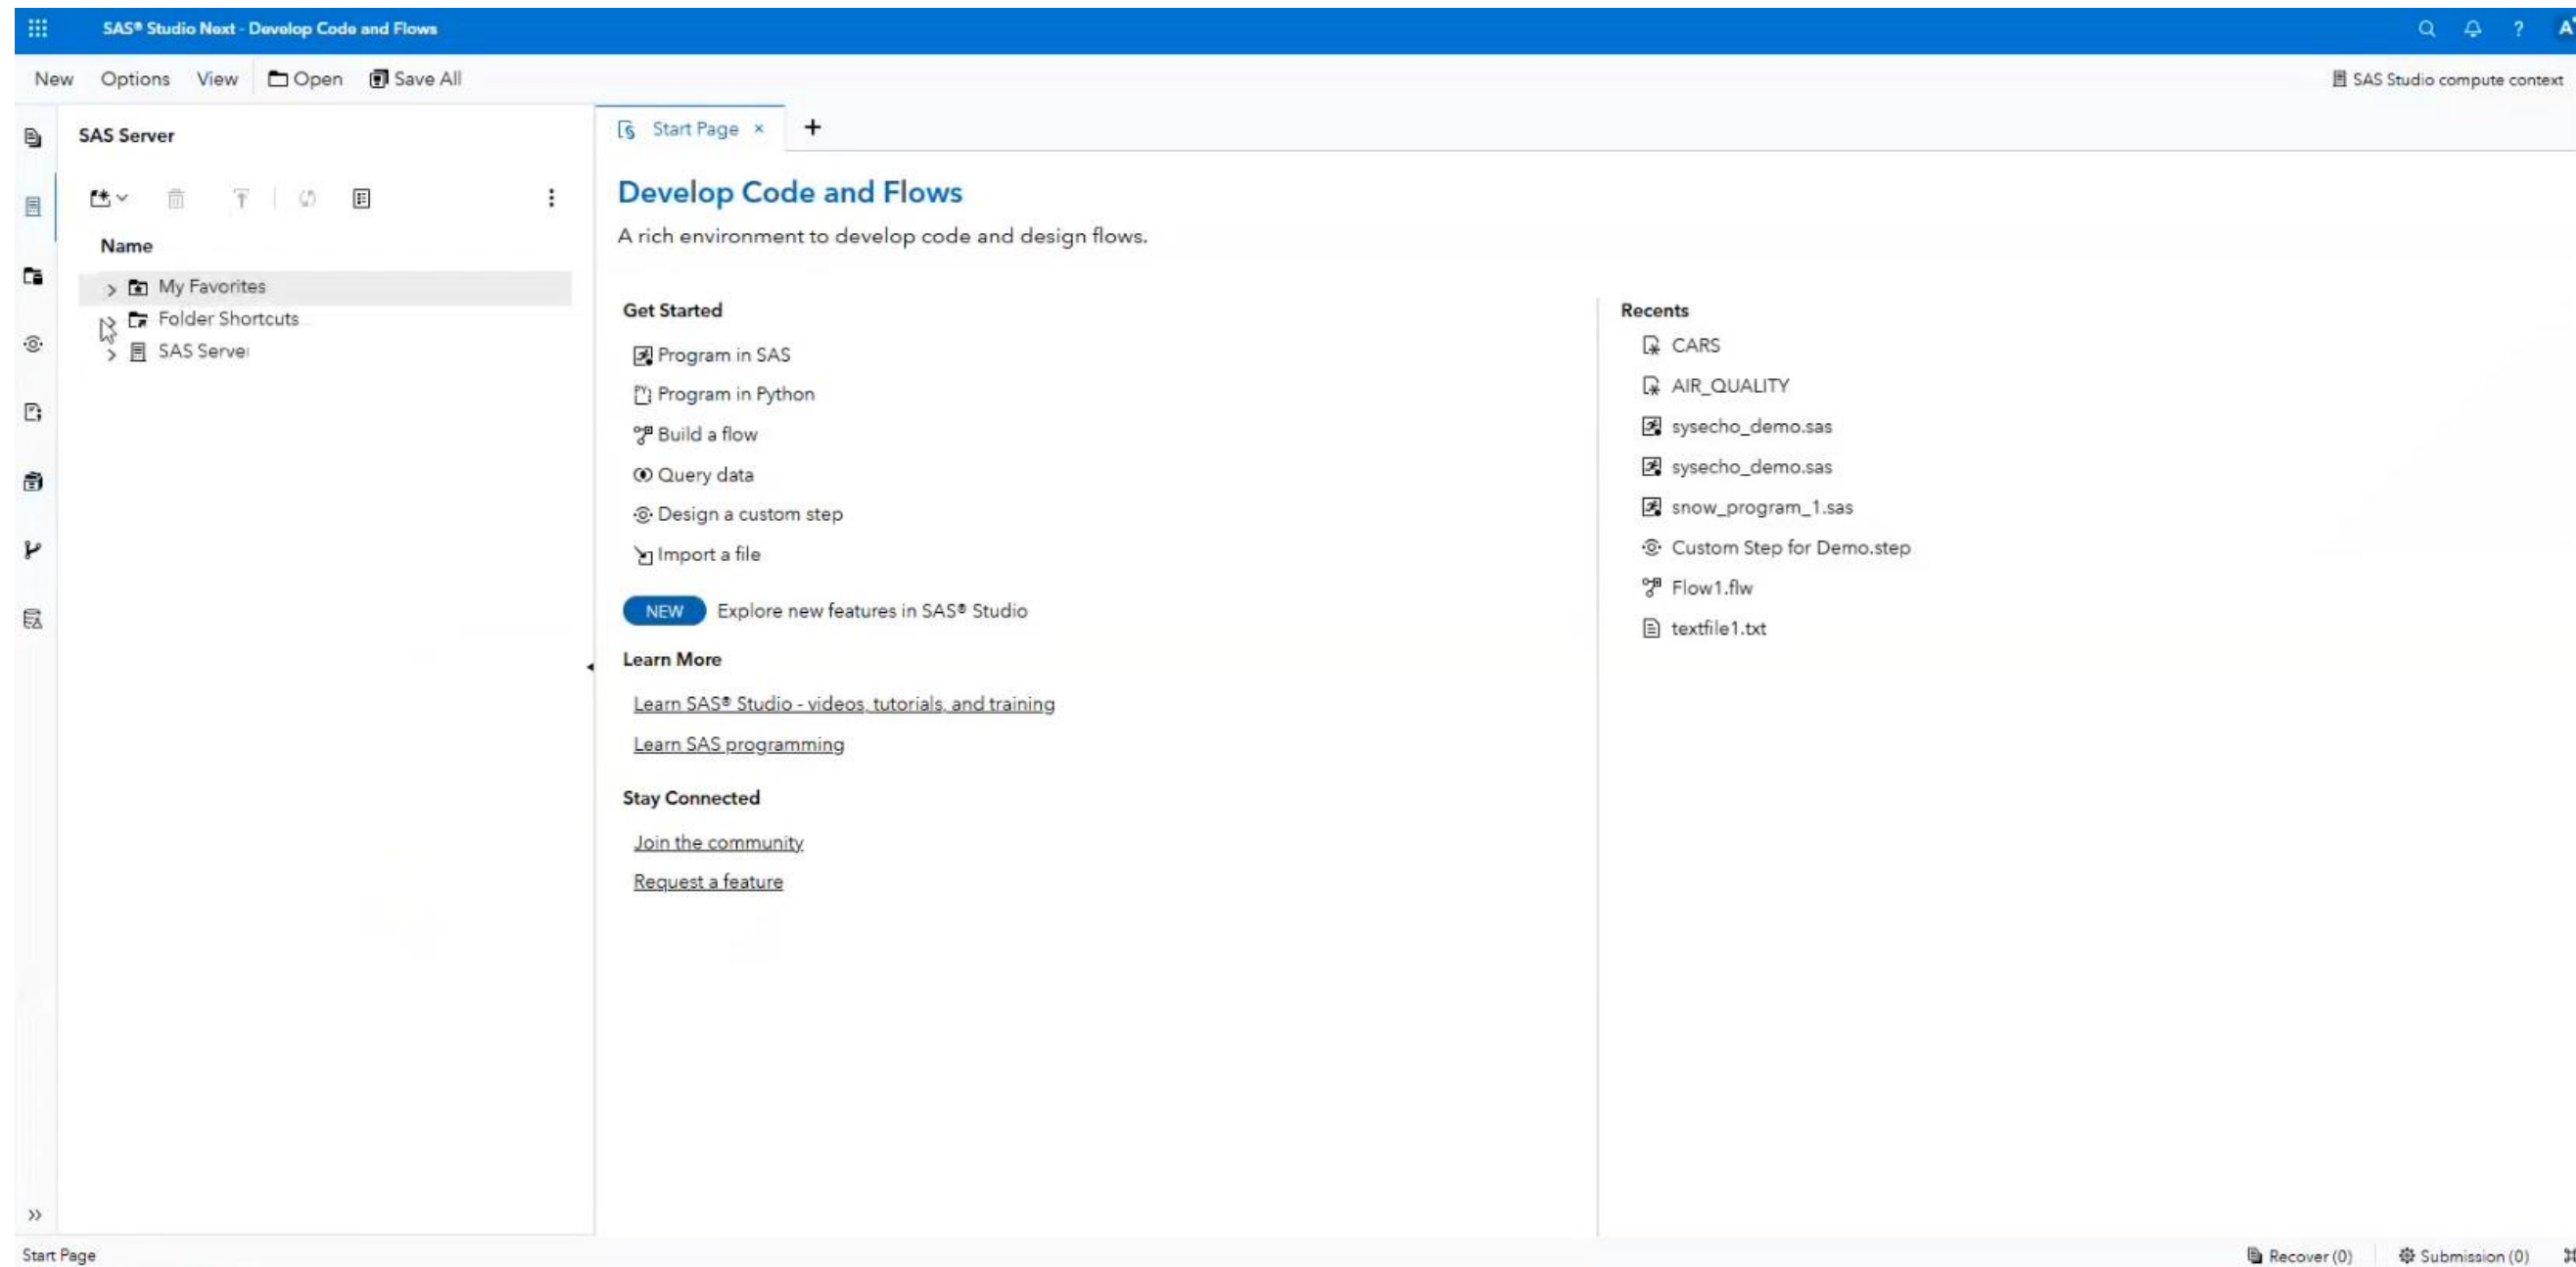 SAS® Studio Next - Develop Code and Flows
New Options View Open Save All
SAS Studio compute context
SAS Server
Name
My Favorites
Folder Shortcuts
SAS Server
Start Page × +
Develop Code and Flows
A rich environment to develop code and design flows.
Get Started
Program in SAS
Program in Python
Build a flow
Query data
Design a custom step
Import a file
NEW Explore new features in SAS® Studio
Learn More
Learn SAS® Studio - videos, tutorials, and training
Learn SAS programming
Stay Connected
Join the community
Request a feature
Recents
CARS
AIR_QUALITY
sysecho_demo.sas
sysecho_demo.sas
snow_program_1.sas
Custom Step for Demo.step
Flow1.flw
textfile1.txt
Start Page
Recover (0) Submission (0)